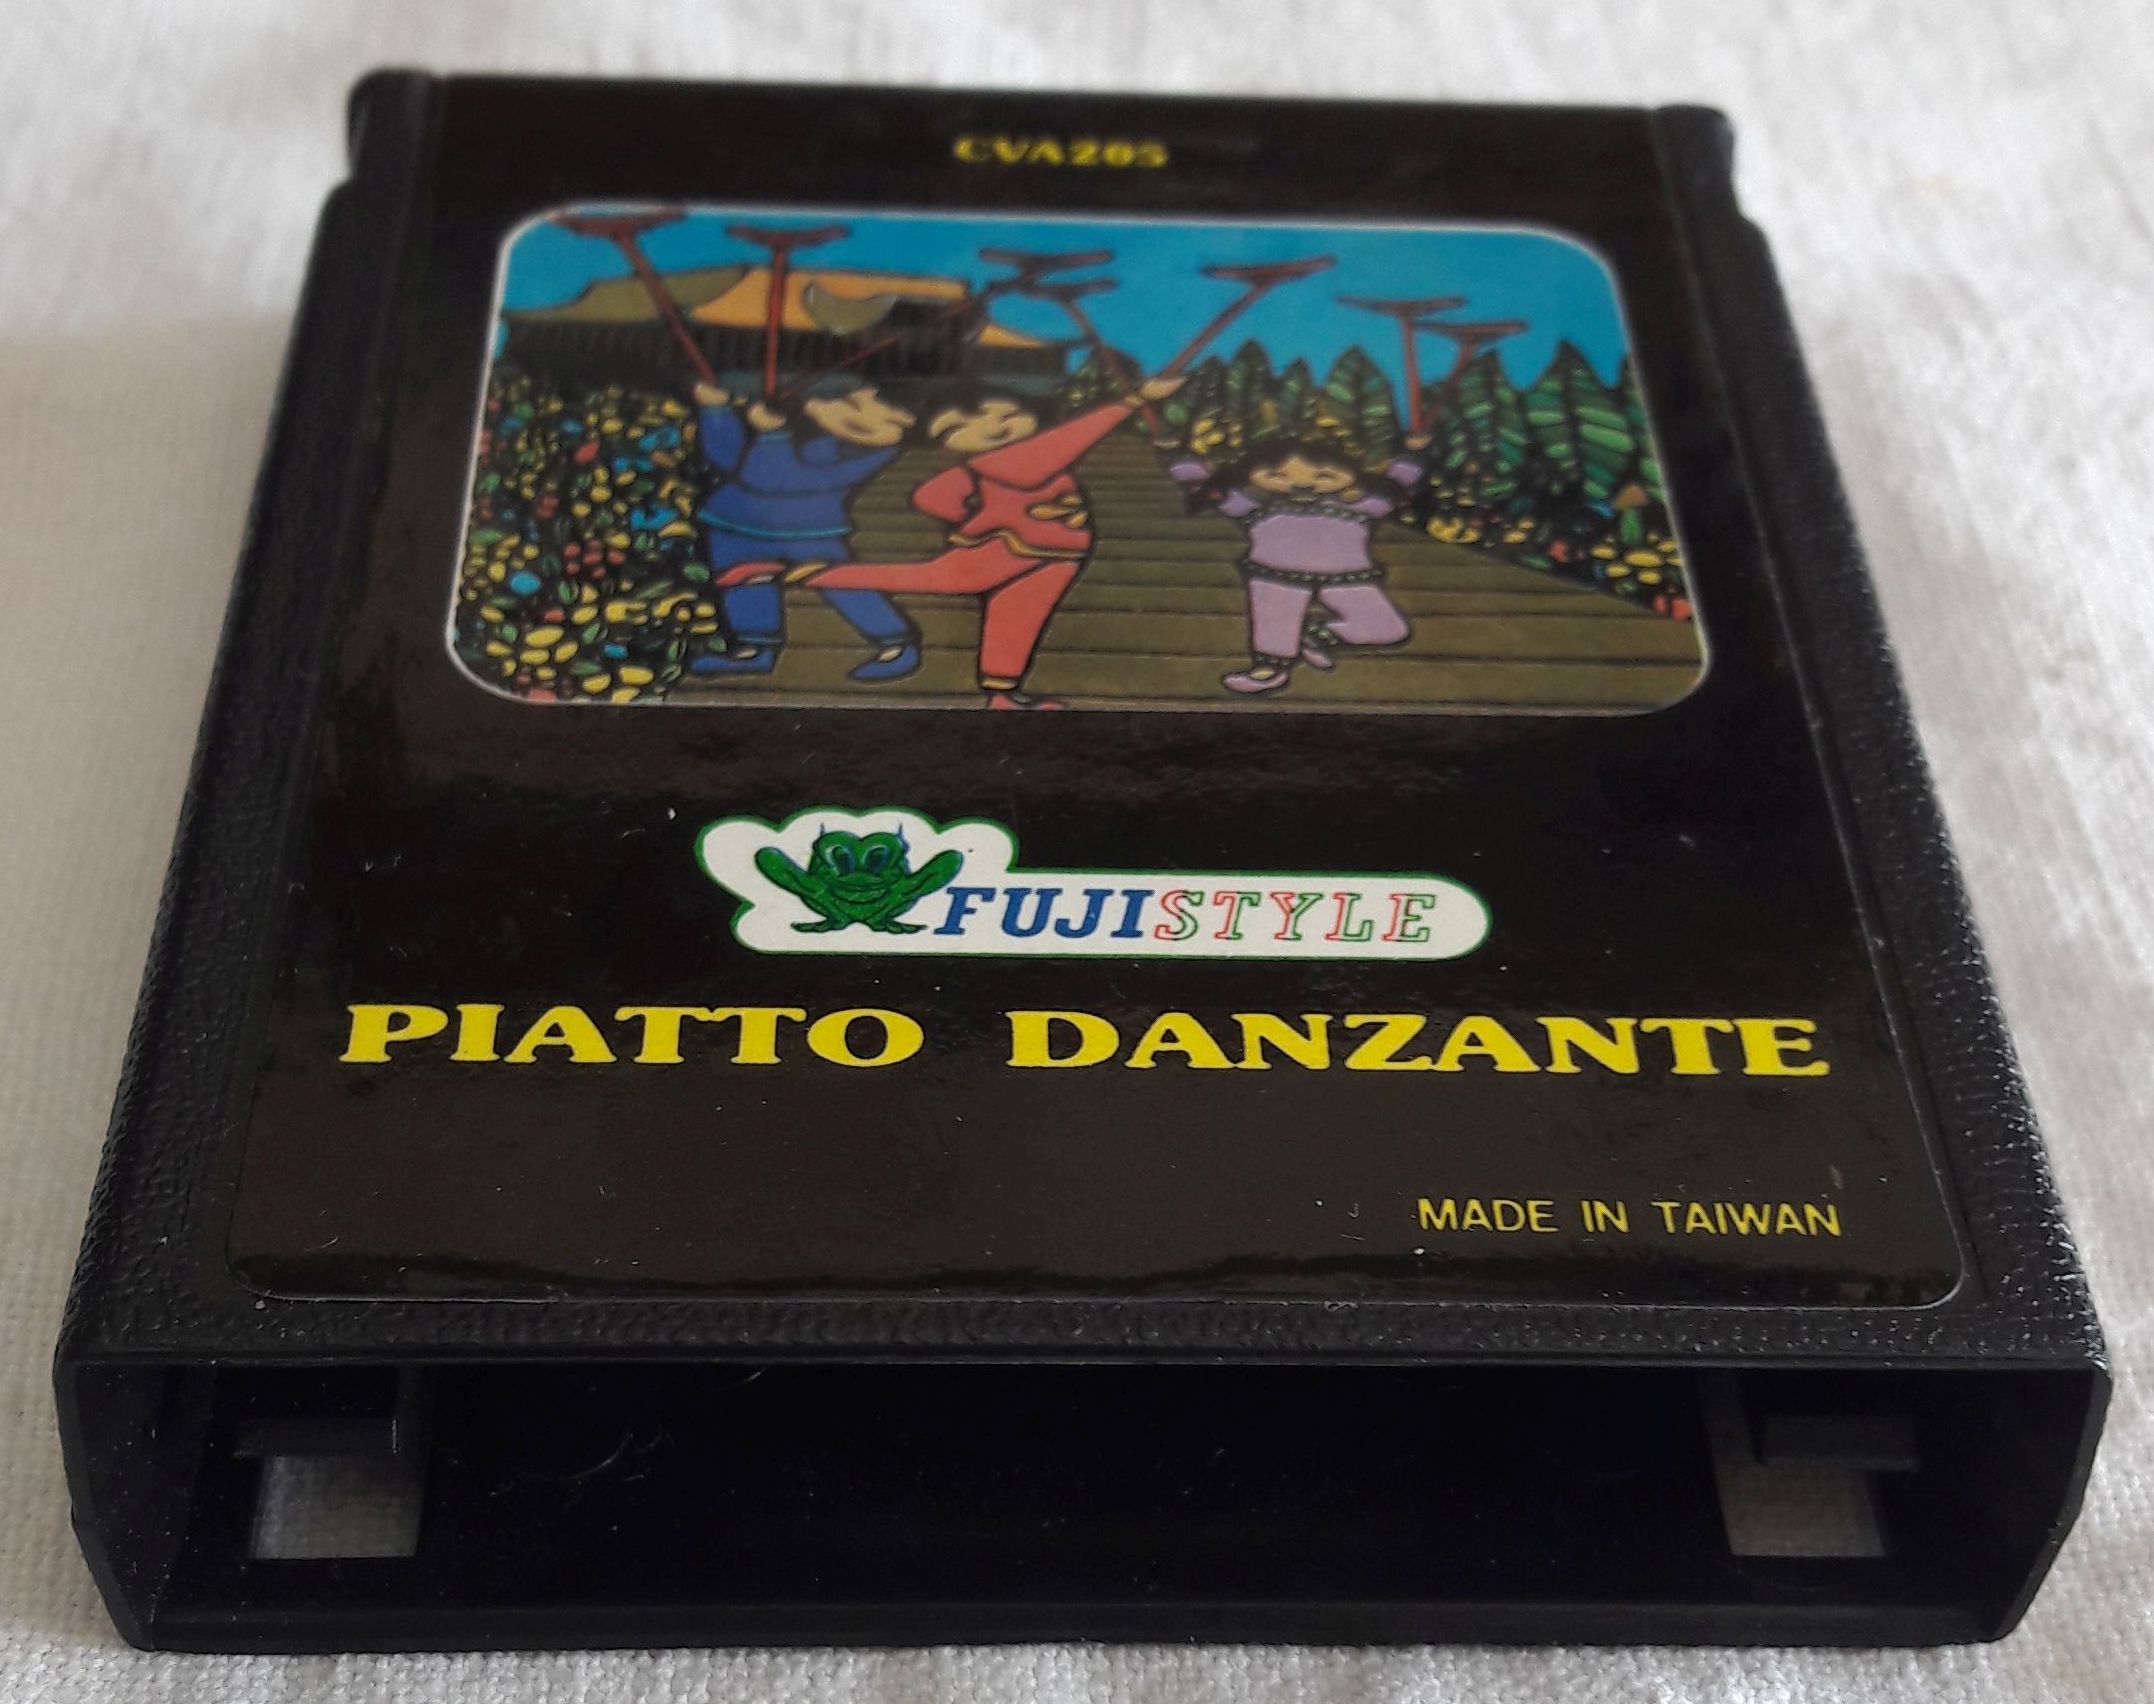 CVA205
FUJISTYLE
PIATTO DANZANTE
MADE IN TAIWAN